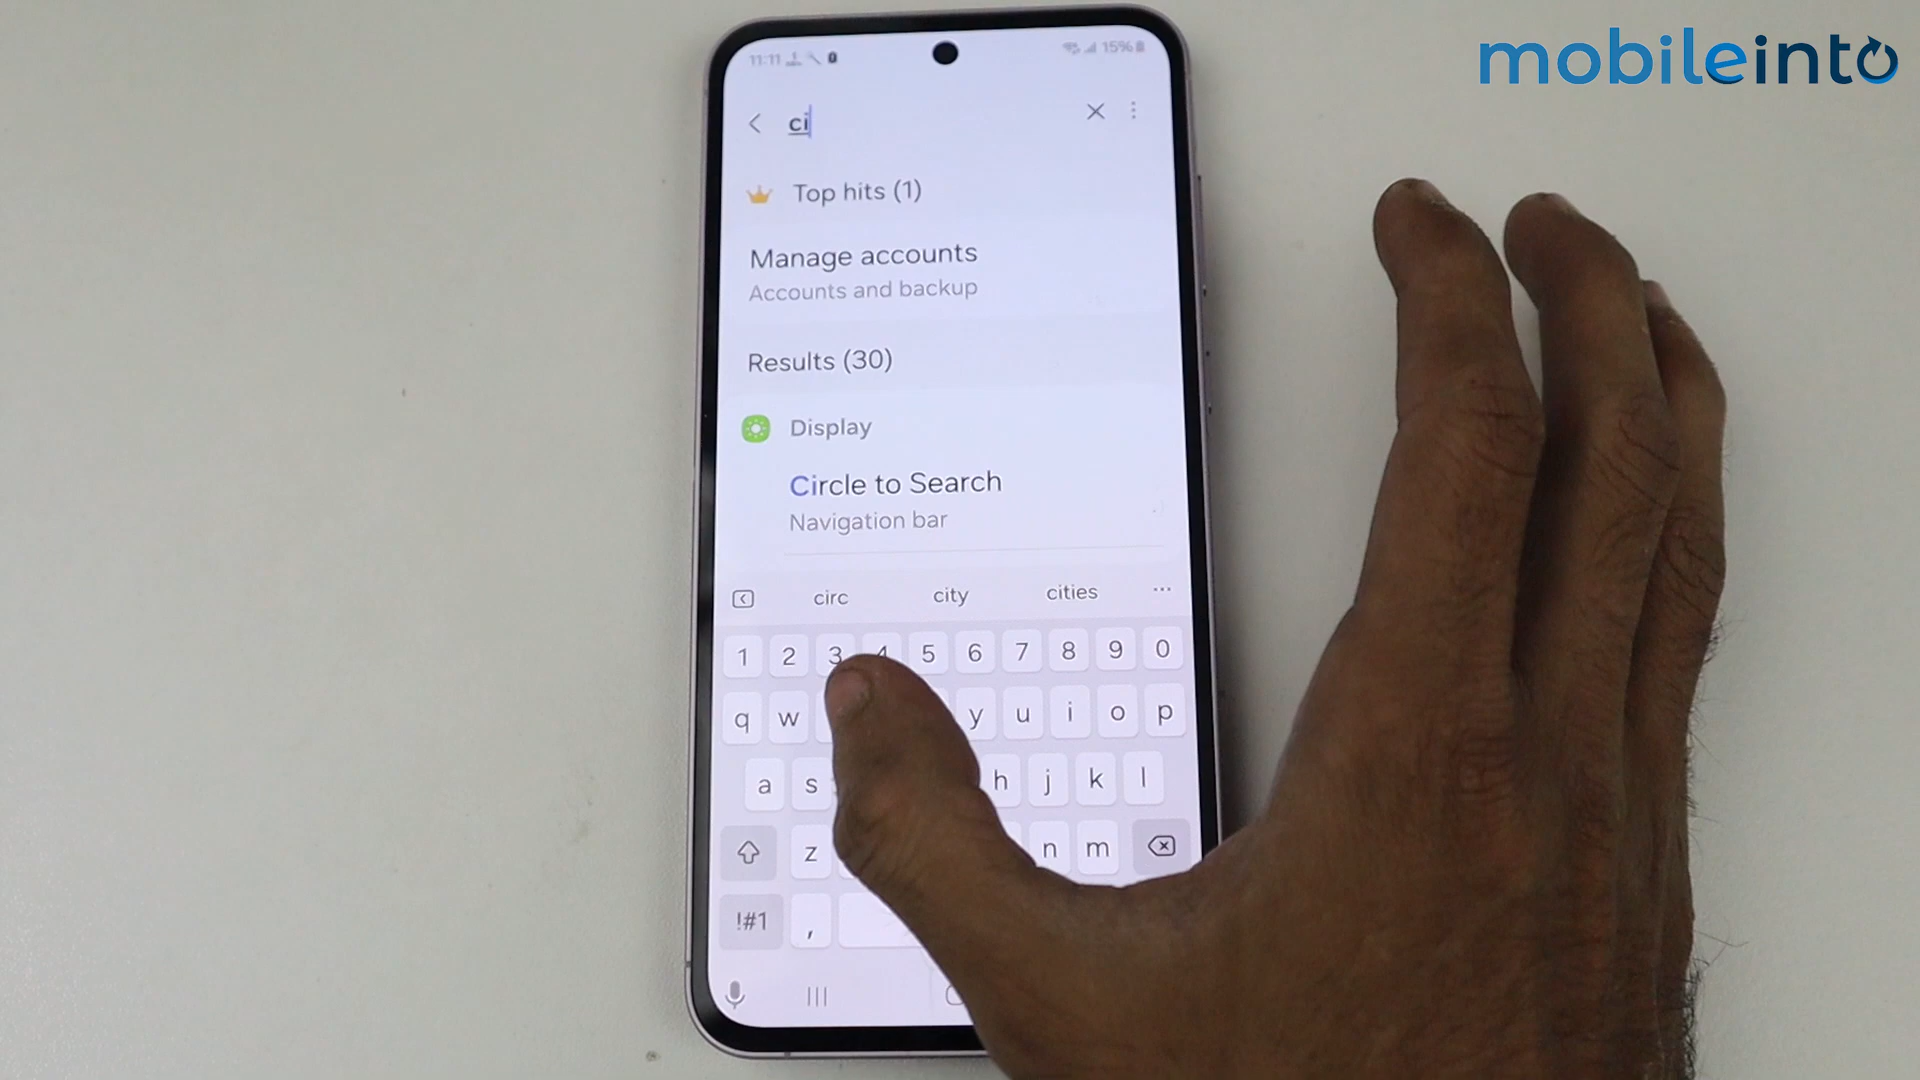 mobileinto
11:11 15%
ci
Top hits (1)
Manage accounts
Accounts and backup
Results (30)
Display
Circle to Search
Navigation bar
circ city cities ...
1 2 3 4 5 6 7 8 9 0
q w y u i o p
a s h j k l
z n m
!#1 ,